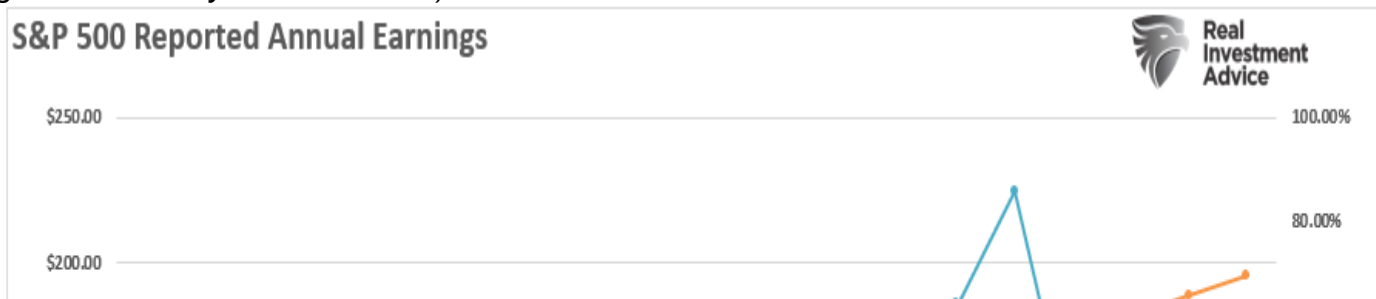 S&P 500 Reported Annual Earnings
Real
Investment
Advice
$250.00
100.00%
80.00%
$200.00